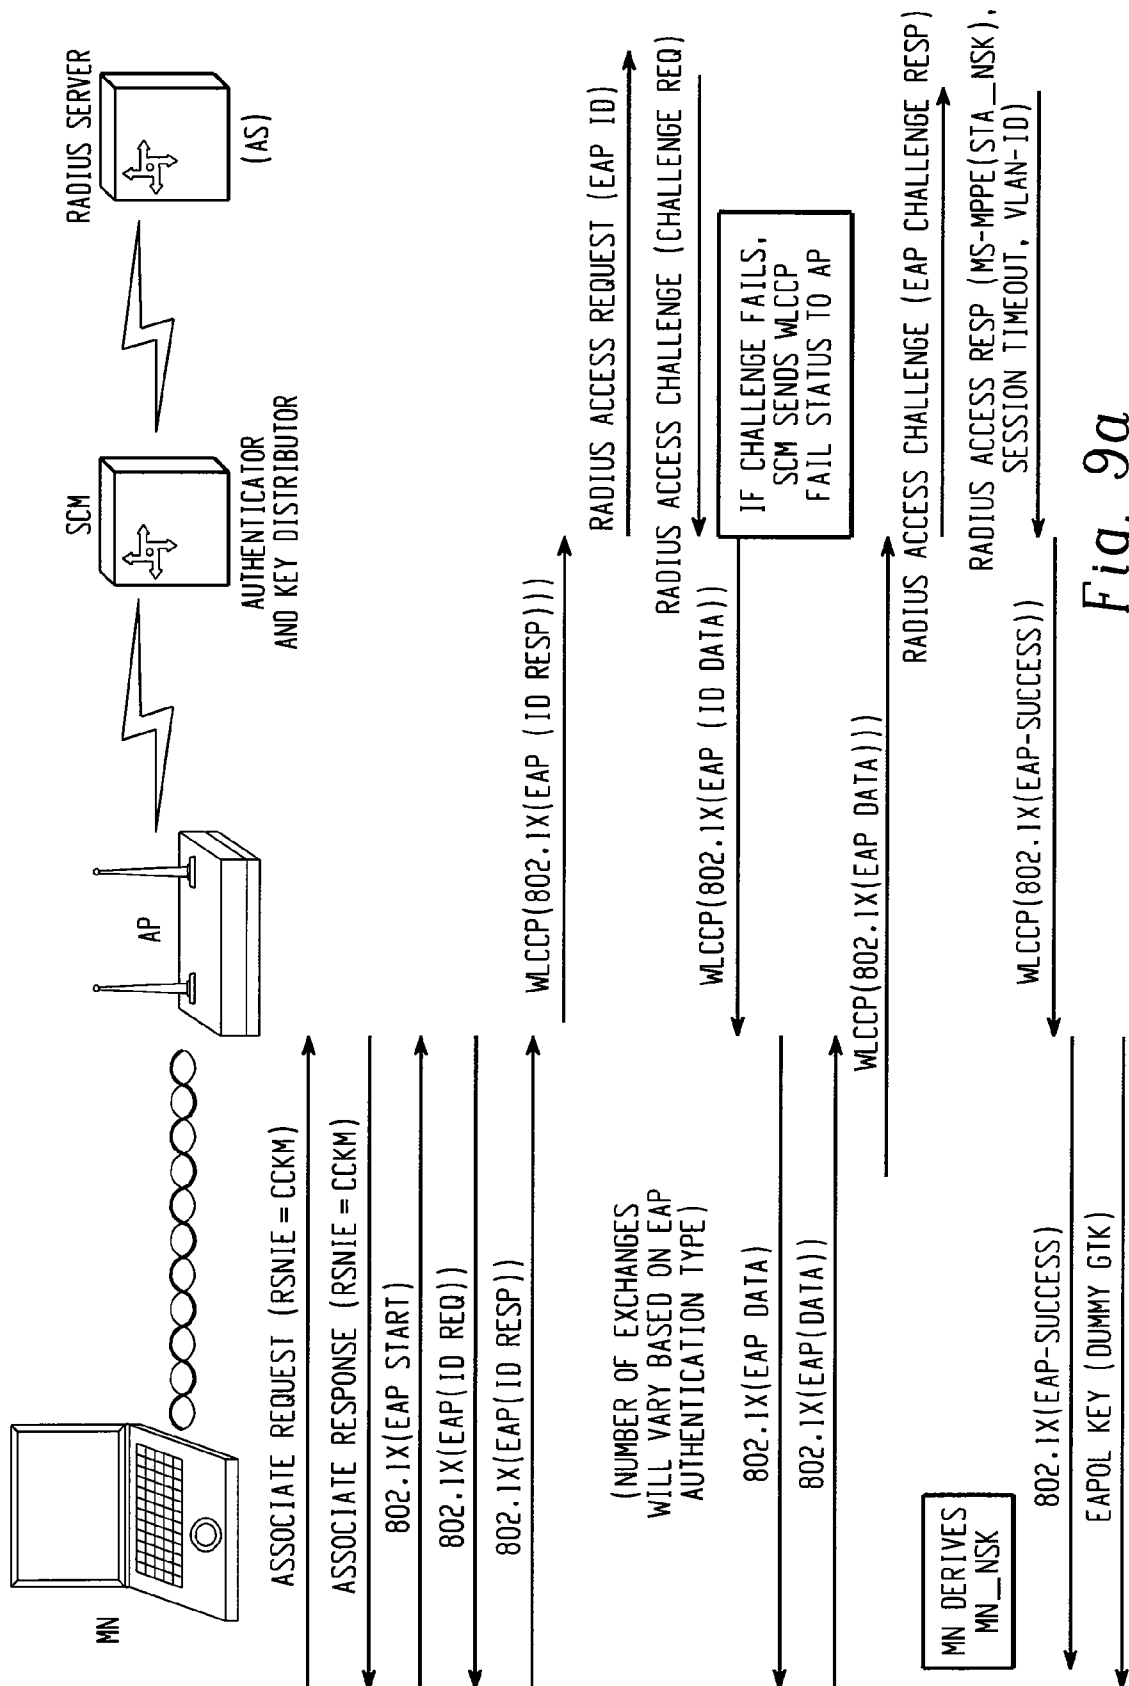 RADIUS SERVER
(AS)
SCM
AUTHENTICATOR
AND KEY DISTRIBUTOR
AP
MN
ASSOCIATE REQUEST (RSNIE = CCKM)
ASSOCIATE RESPONSE (RSNIE = CCKM)
802.1X(EAP START)
802.1X(EAP(ID REQ))
802.1X(EAP(ID RESP))
WLCCP(802.1X(EAP (ID RESP)))
RADIUS ACCESS REQUEST (EAP ID)
RADIUS ACCESS CHALLENGE (CHALLENGE REQ)
IF CHALLENGE FAILS,
SCM SENDS WLCCP
FAIL STATUS TO AP
WLCCP(802.1X(EAP (ID DATA))
(NUMBER OF EXCHANGES
WILL VARY BASED ON EAP
AUTHENTICATION TYPE)
802.1X(EAP DATA)
802.1X(EAP(DATA))
WLCCP(802.1X(EAP DATA)))
RADIUS ACCESS CHALLENGE (EAP CHALLENGE RESP)
RADIUS ACCESS RESP (MS-MPPE(STA_NSK),
SESSION TIMEOUT, VLAN-ID)
WLCCP(802.1X(EAP-SUCCESS))
MN DERIVES
MN_NSK
802.1X(EAP-SUCCESS)
EAPOL KEY (DUMMY GTK)
Fig. 9a